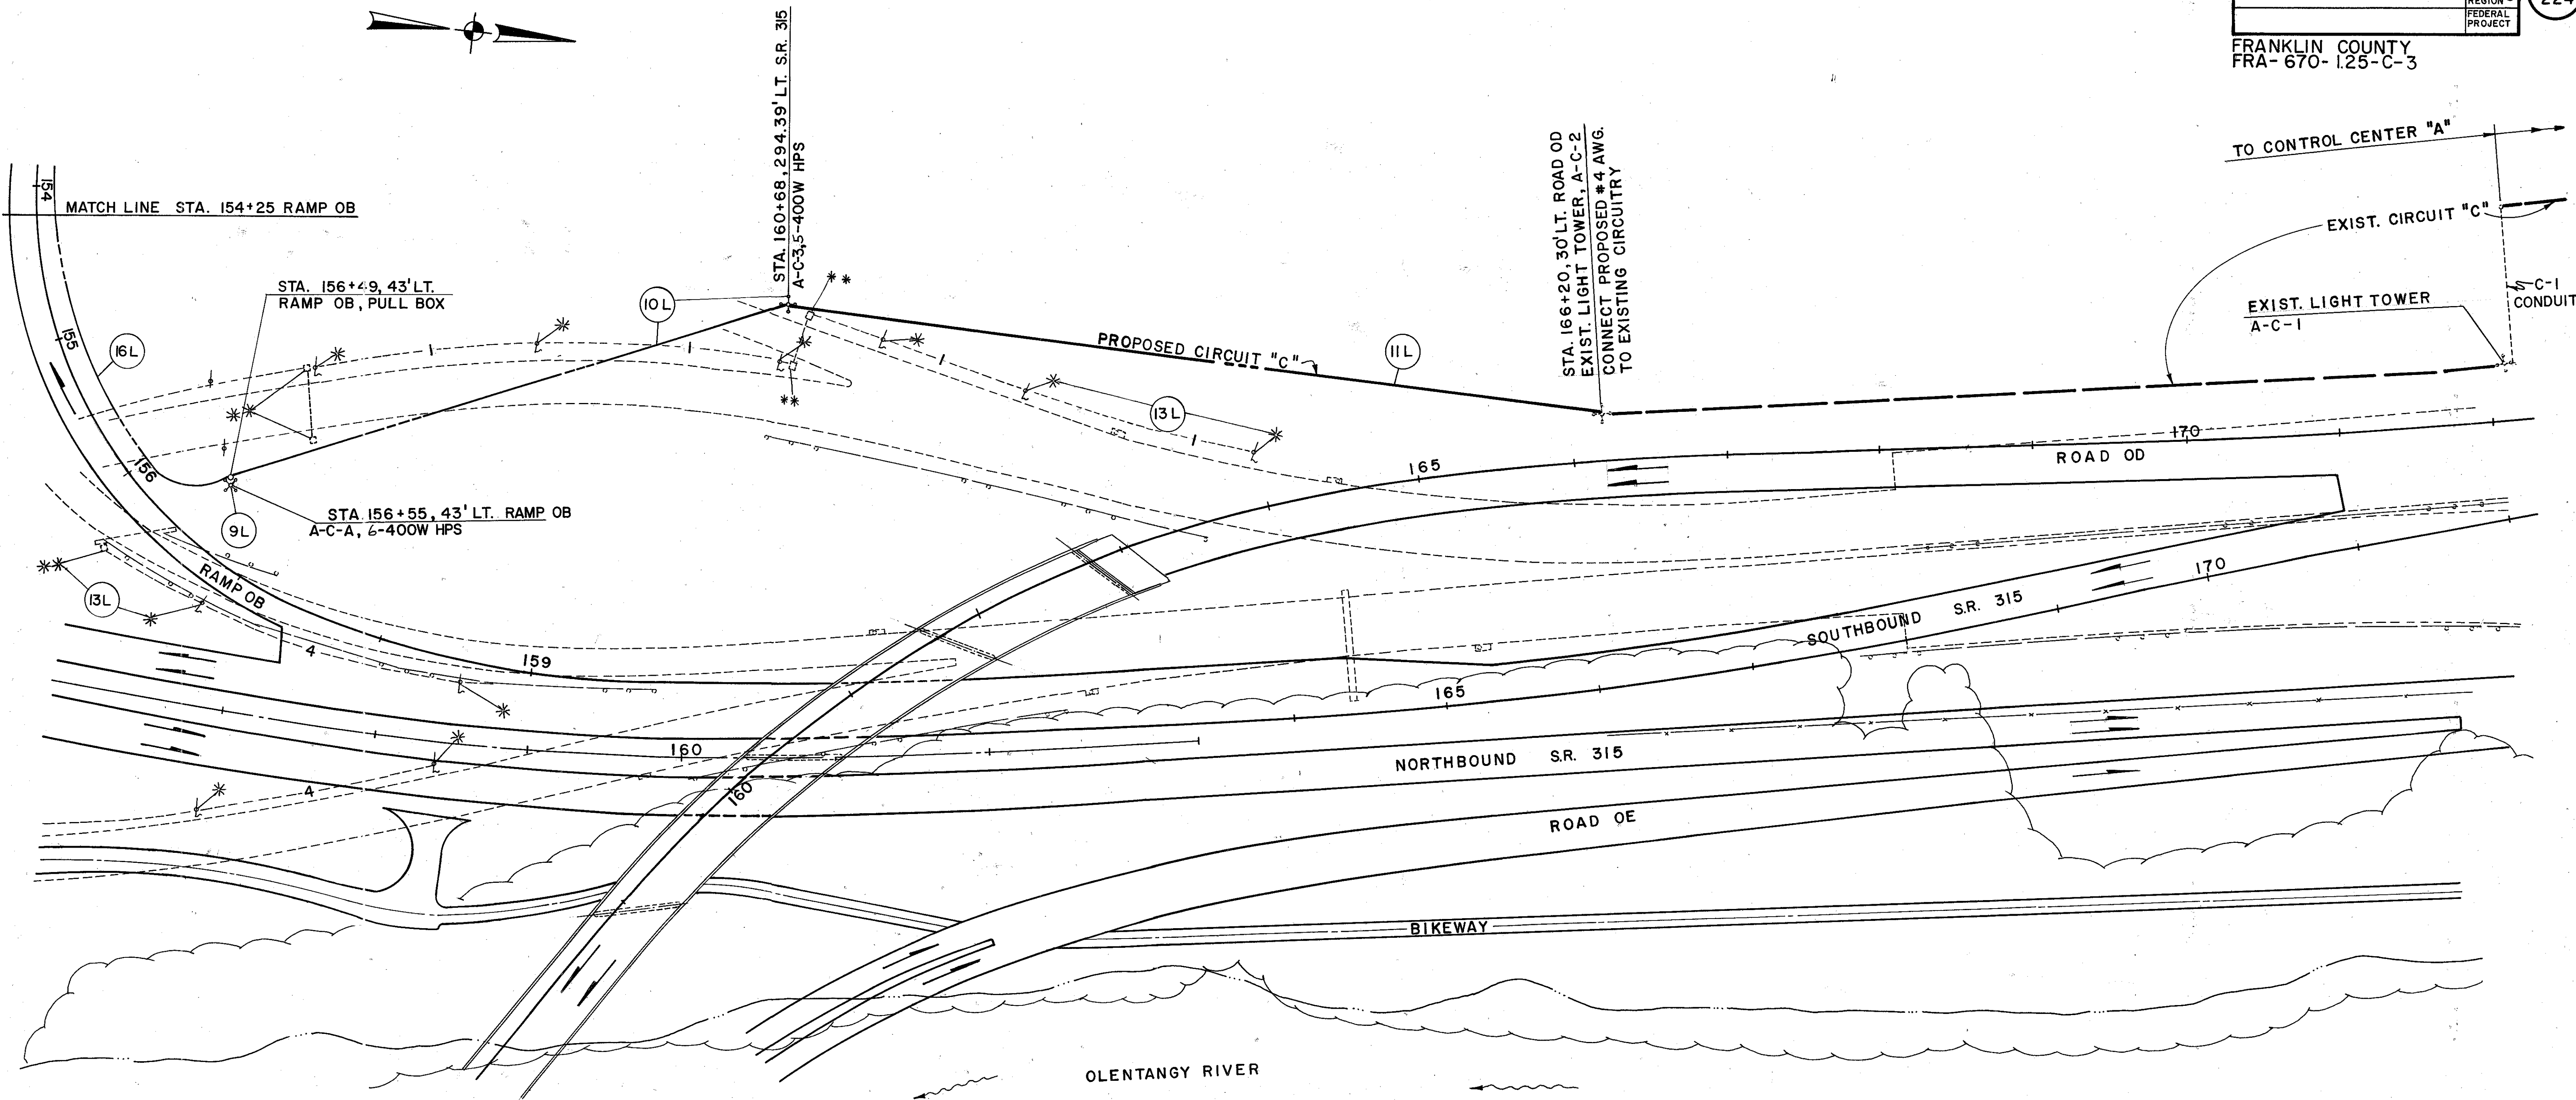 REGION
FEDERAL
PROJECT
224
FRANKLIN COUNTY
FRA-670-1.25-C-3
STA. 160+68, 294.39' LT. S.R. 315
A-C-3,5-400W HPS
STA. 166+20, 30' LT. ROAD OD
EXIST. LIGHT TOWER, A-C-2
CONNECT PROPOSED #4 AWG.
TO EXISTING CIRCUITRY
TO CONTROL CENTER "A"
EXIST. CIRCUIT "C"
C-1
CONDUIT
EXIST. LIGHT TOWER
A-C-1
154
MATCH LINE STA. 154+25 RAMP OB
STA. 156+49, 43' LT.
RAMP OB, PULL BOX
10L
155
16L
PROPOSED CIRCUIT "C"
11L
13L
156
STA. 156+55, 43' LT. RAMP OB
A-C-A, 6-400W HPS
9L
165
170
ROAD OD
RAMP OB
13L
4
159
170
SOUTHBOUND S.R. 315
165
160
NORTHBOUND S.R. 315
4
160
ROAD OE
BIKEWAY
OLENTANGY RIVER